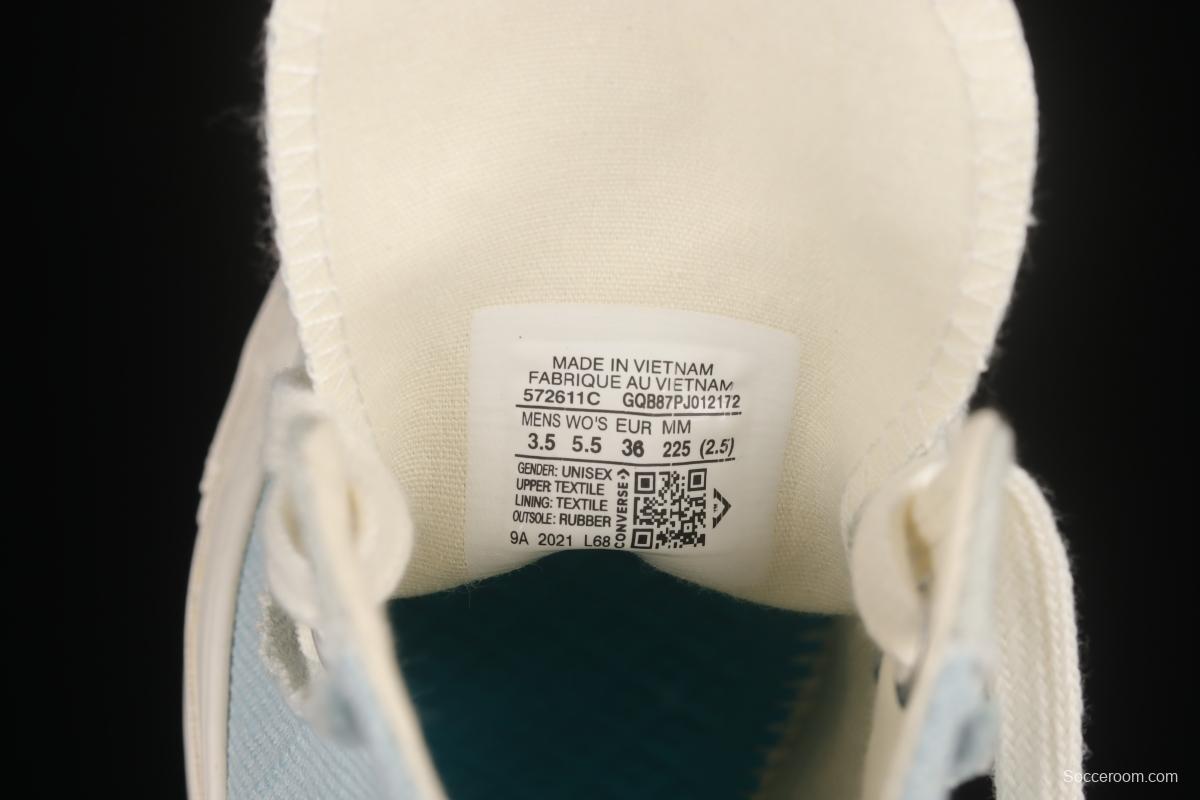 MADE IN VIETNAM
FABRIQUE AU VIETNAM
572611C GQB87PJ012172
MENS WO'S EUR MM
3.5 5.5 36 225 (2.5)
GENDER: UNISEX
UPPER: TEXTILE
LINING: TEXTILE
OUTSOLE: RUBBER
9A 2021 L68
CONVERSE
Socceroom.com